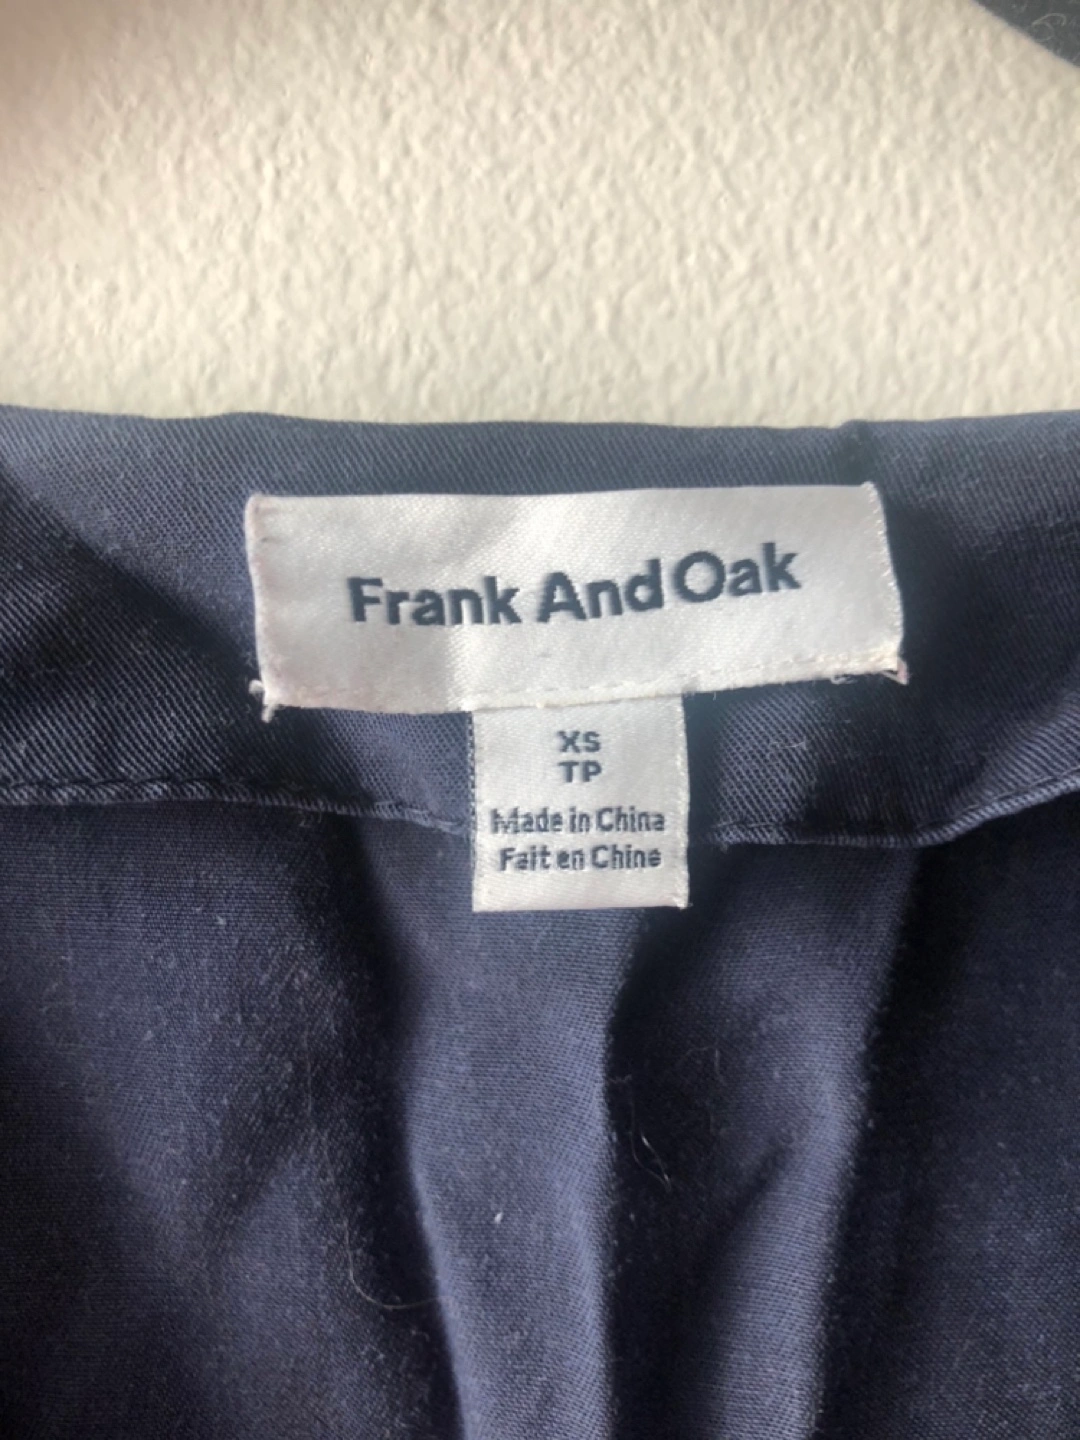 Frank And Oak
XS
TP
Made in China
Fait en Chine